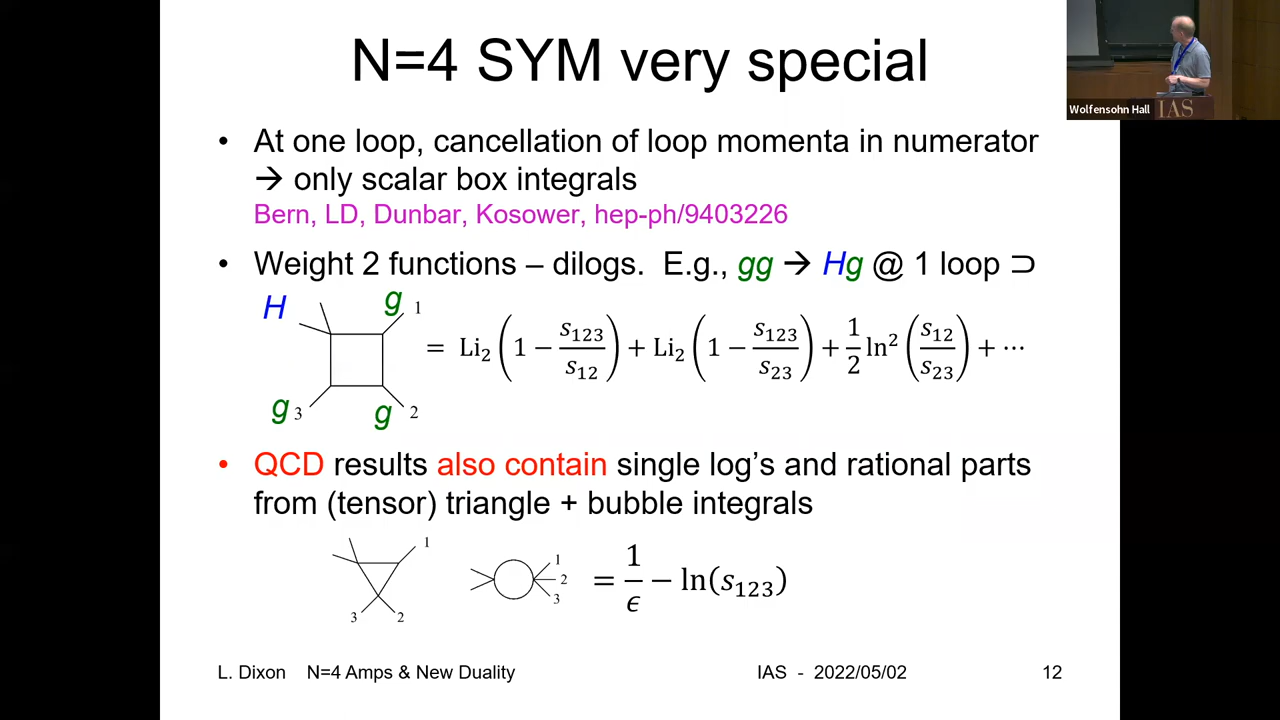 N=4 SYM very special
• At one loop, cancellation of loop momenta in numerator
→ only scalar box integrals
Bern, LD, Dunbar, Kosower, hep-ph/9403226
• Weight 2 functions – dilogs. E.g., gg → Hg @ 1 loop ⊃
H g 1
= Li₂(1 − s₁₂₃/s₁₂) + Li₂(1 − s₁₂₃/s₂₃) + 1/2 ln²(s₁₂/s₂₃) + ⋯
g 3 g 2
• QCD results also contain single log's and rational parts
from (tensor) triangle + bubble integrals
1
3 2
1
2
3
= 1/ϵ − ln(s₁₂₃)
L. Dixon N=4 Amps & New Duality IAS - 2022/05/02 12
Wolfensohn Hall
IAS